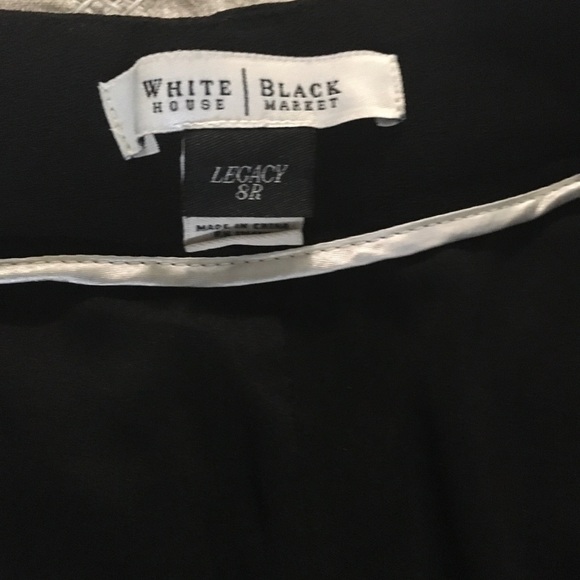 WHITE | BLACK
HOUSE | MARKET
LEGACY
8R
MADE IN CHINA